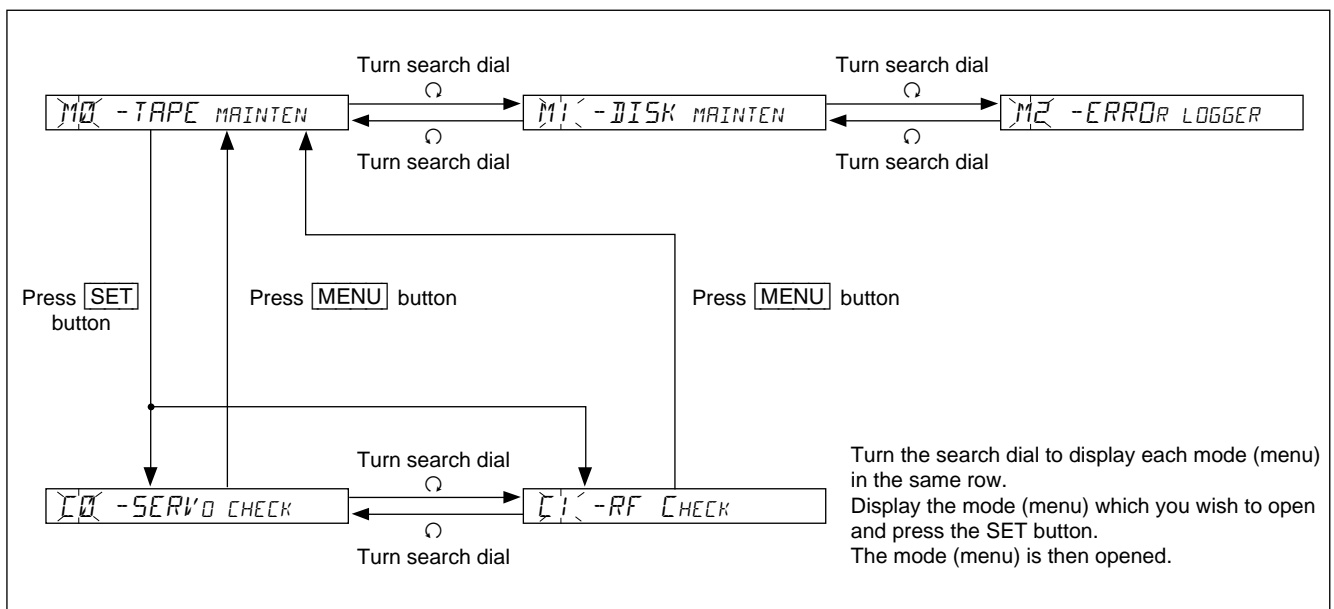 Turn search dial
Turn search dial
M0 -TAPE MAINTEN
M1 -DISK MAINTEN
M2 -ERROR LOGGER
Turn search dial
Turn search dial
Press SET
button
Press MENU button
Press MENU button
Turn search dial
C0 -SERVO CHECK
C1 -RF CHECK
Turn search dial
Turn the search dial to display each mode (menu)
in the same row.
Display the mode (menu) which you wish to open
and press the SET button.
The mode (menu) is then opened.